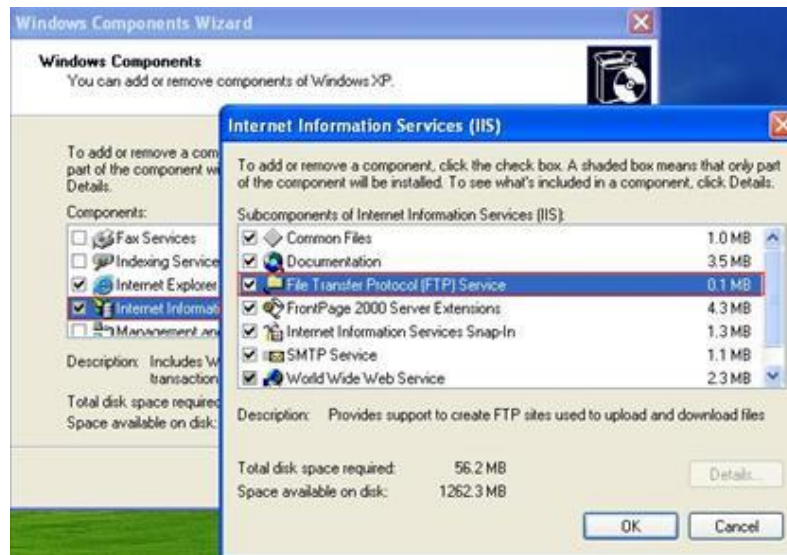 Windows Components Wizard
Windows Components
You can add or remove components of Windows XP.
To add or remove a com
part of the component w
Details.
Components:
Fax Services
Indexing Service
Internet Explorer
Internet Informat
Management an
Description: Includes W
transaction
Total disk space required
Space available on disk:
Internet Information Services (IIS)
To add or remove a component, click the check box. A shaded box means that only part
of the component will be installed. To see what's included in a component, click Details.
Subcomponents of Internet Information Services (IIS):
Common Files 1.0 MB
Documentation 3.5 MB
File Transfer Protocol (FTP) Service 0.1 MB
FrontPage 2000 Server Extensions 4.3 MB
Internet Information Services Snap-In 1.3 MB
SMTP Service 1.1 MB
World Wide Web Service 2.3 MB
Description: Provides support to create FTP sites used to upload and download files
Total disk space required: 56.2 MB
Space available on disk: 1262.3 MB
Details...
OK
Cancel